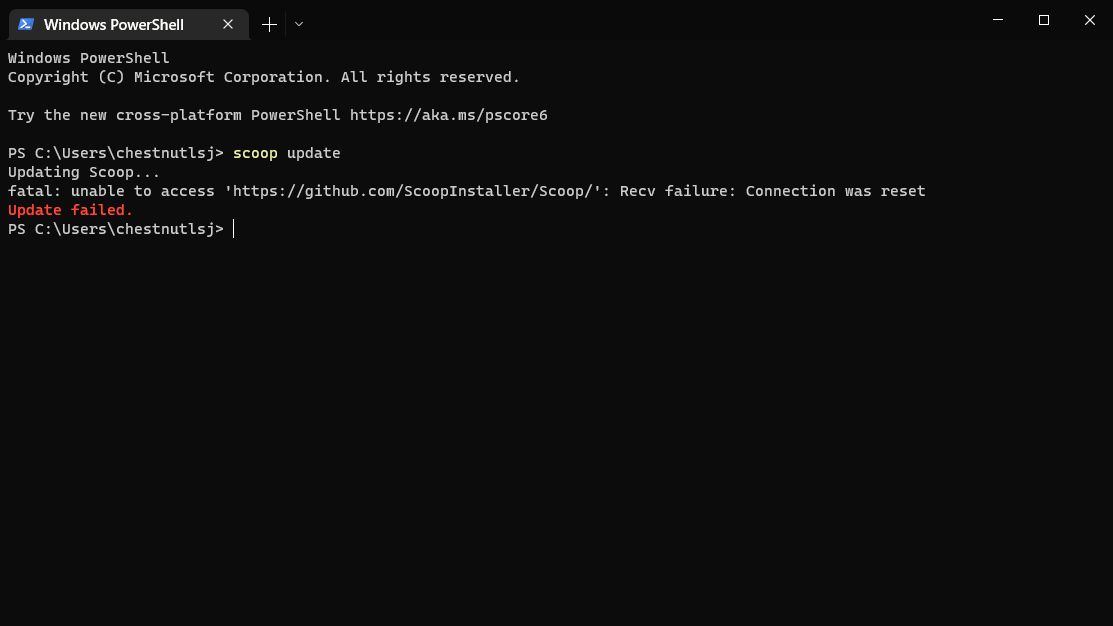 Windows PowerShell
Windows PowerShell
Copyright (C) Microsoft Corporation. All rights reserved.
Try the new cross-platform PowerShell https://aka.ms/pscore6
PS C:\Users\chestnutlsj> scoop update
Updating Scoop...
fatal: unable to access 'https://github.com/ScoopInstaller/Scoop/': Recv failure: Connection was reset
Update failed.
PS C:\Users\chestnutlsj>